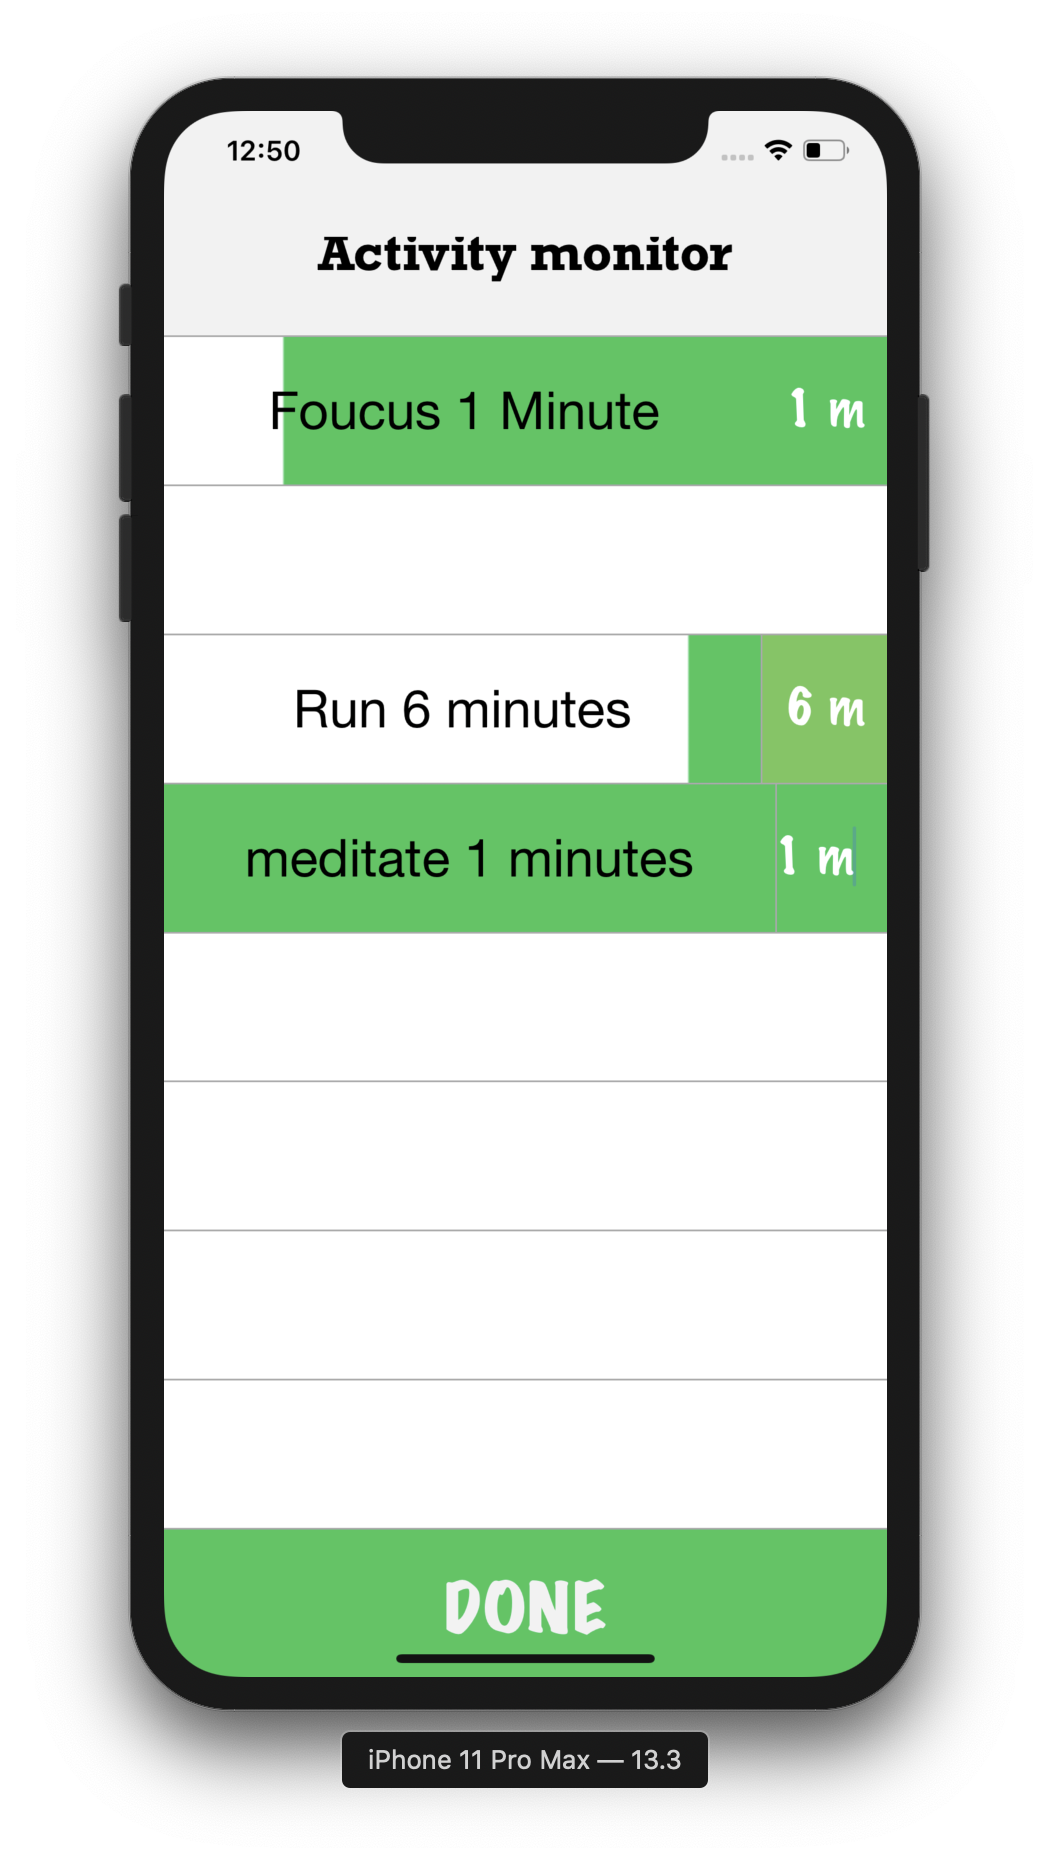 12:50
Activity monitor
Foucus 1 Minute 1 m
Run 6 minutes 6 m
meditate 1 minutes 1 m
DONE
iPhone 11 Pro Max — 13.3